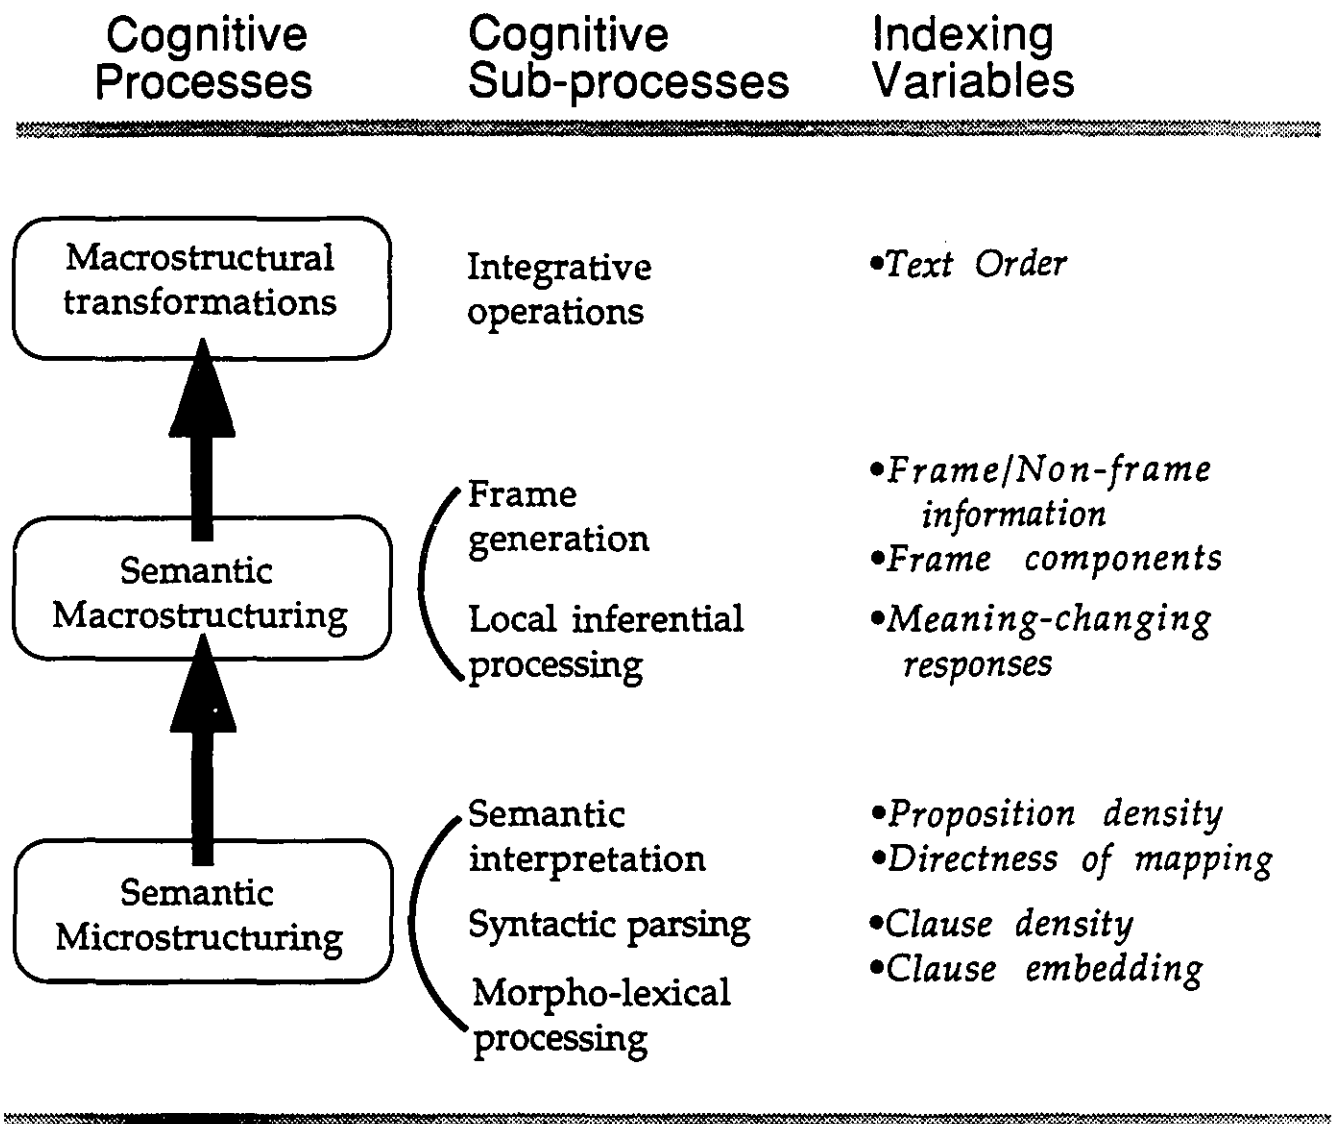 Cognitive
Processes
Cognitive
Sub-processes
Indexing
Variables
Macrostructural
transformations
Integrative
operations
•Text Order
Semantic
Macrostructuring
Frame
generation
Local inferential
processing
•Frame/Non-frame
information
•Frame components
•Meaning-changing
responses
Semantic
Microstructuring
Semantic
interpretation
Syntactic parsing
Morpho-lexical
processing
•Proposition density
•Directness of mapping
•Clause density
•Clause embedding